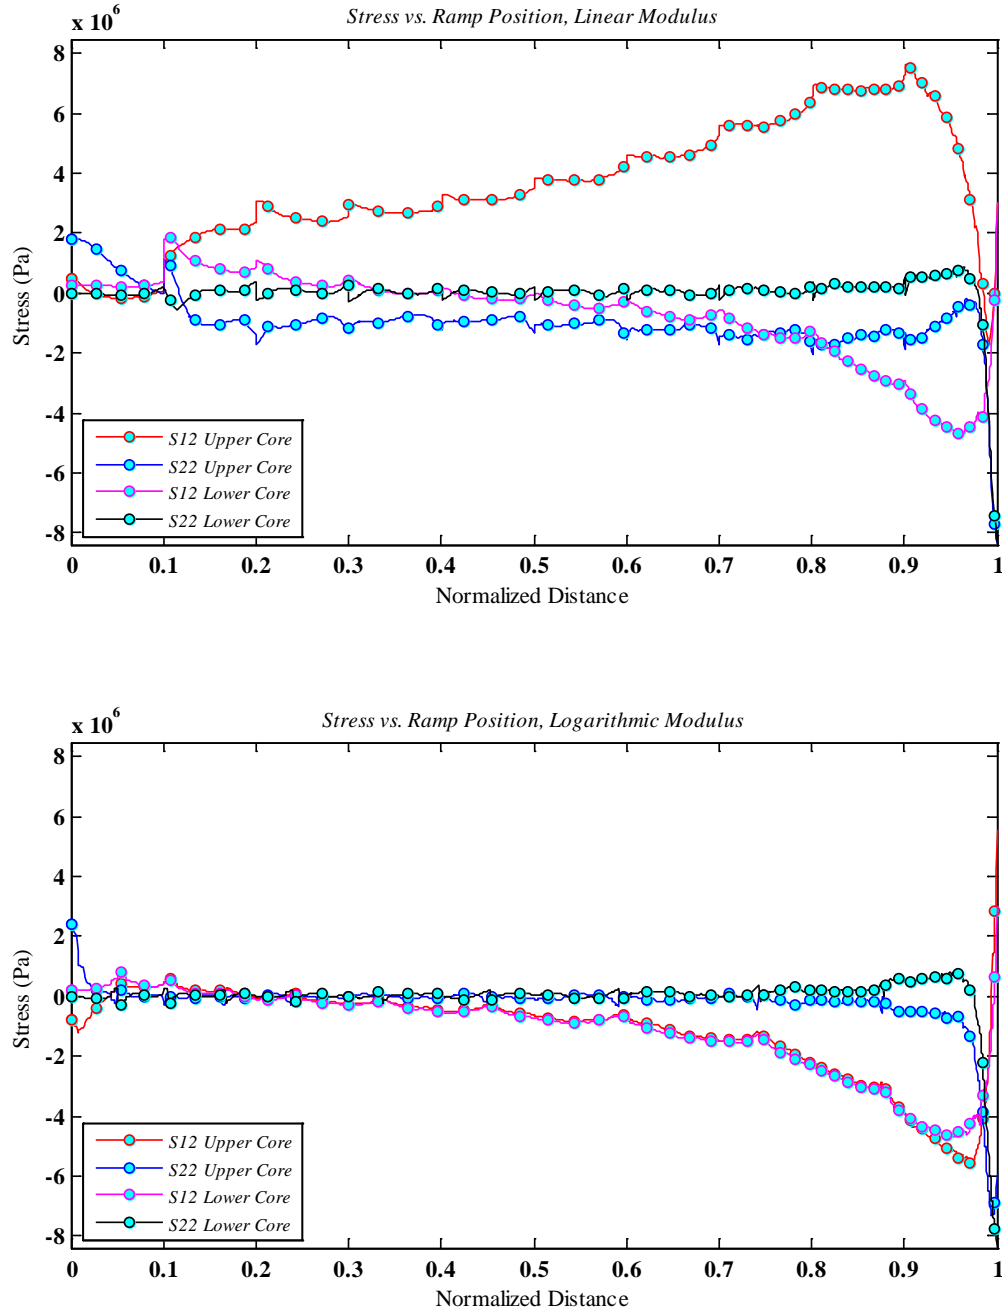 x 10^6
Stress vs. Ramp Position, Linear Modulus
8
6
4
2
0
-2
-4
-6
-8
Stress (Pa)
S12 Upper Core
S22 Upper Core
S12 Lower Core
S22 Lower Core
0 0.1 0.2 0.3 0.4 0.5 0.6 0.7 0.8 0.9 1
Normalized Distance
x 10^6
Stress vs. Ramp Position, Logarithmic Modulus
8
6
4
2
0
-2
-4
-6
-8
Stress (Pa)
S12 Upper Core
S22 Upper Core
S12 Lower Core
S22 Lower Core
0 0.1 0.2 0.3 0.4 0.5 0.6 0.7 0.8 0.9 1
Normalized Distance